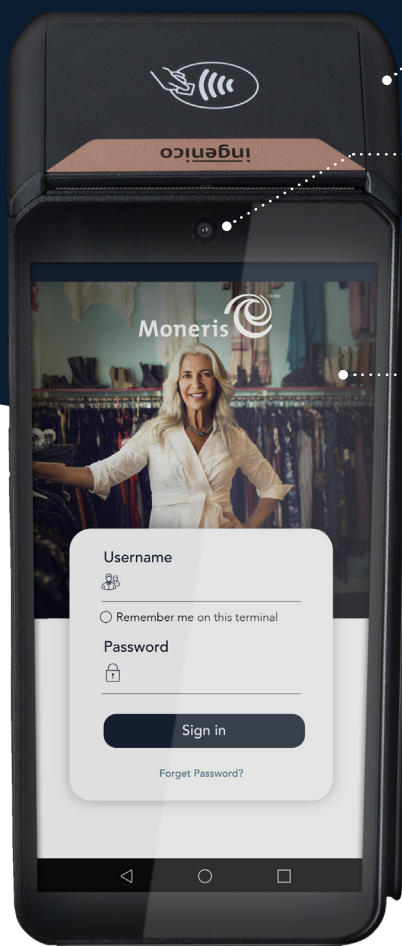 ingenico
Moneris
Username
Remember me on this terminal
Password
Sign in
Forget Password?